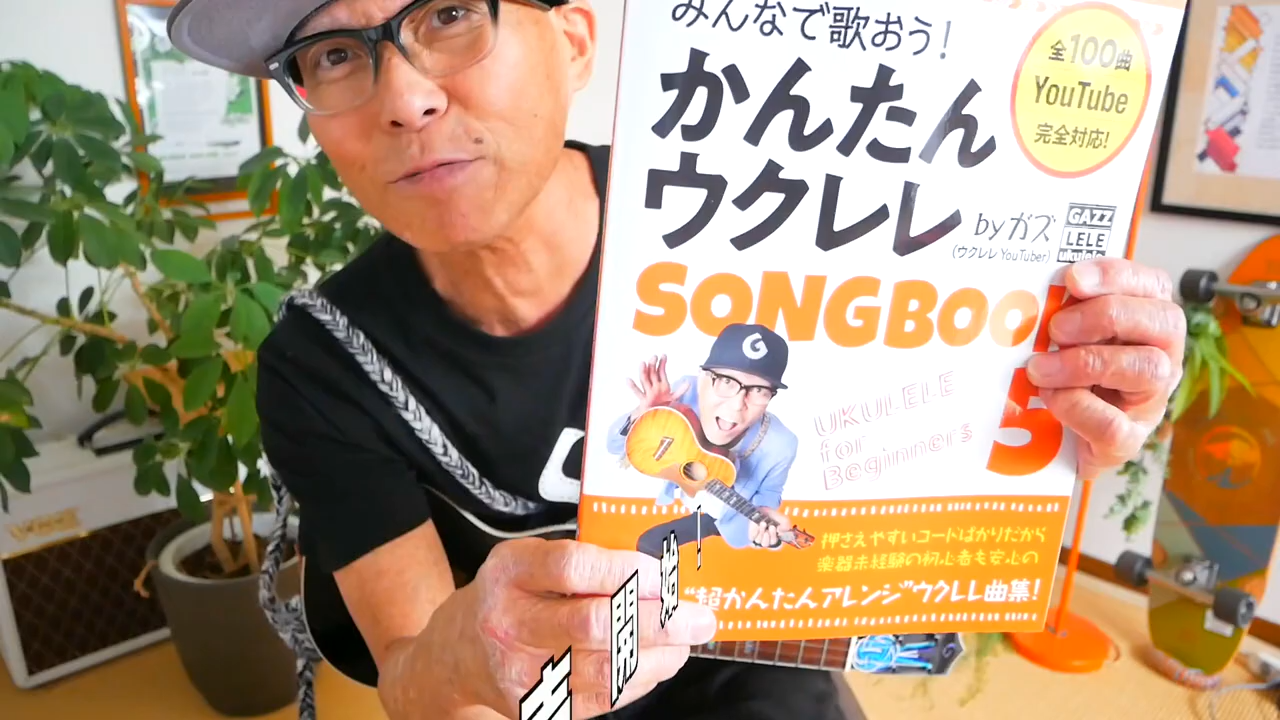 みんなで歌おう！
かんたん
ウクレレ
byガズ
(ウクレレYouTuber)
GAZZ
LELE
ukulele
全100曲
YouTube
完全対応!
SONGBOOK
5
G
UKULELE
for
Beginners
押さえやすいコードばかりだから
楽器未経験の初心者も安心の
“超かんたんアレンジ”ウクレレ曲集!
開始!